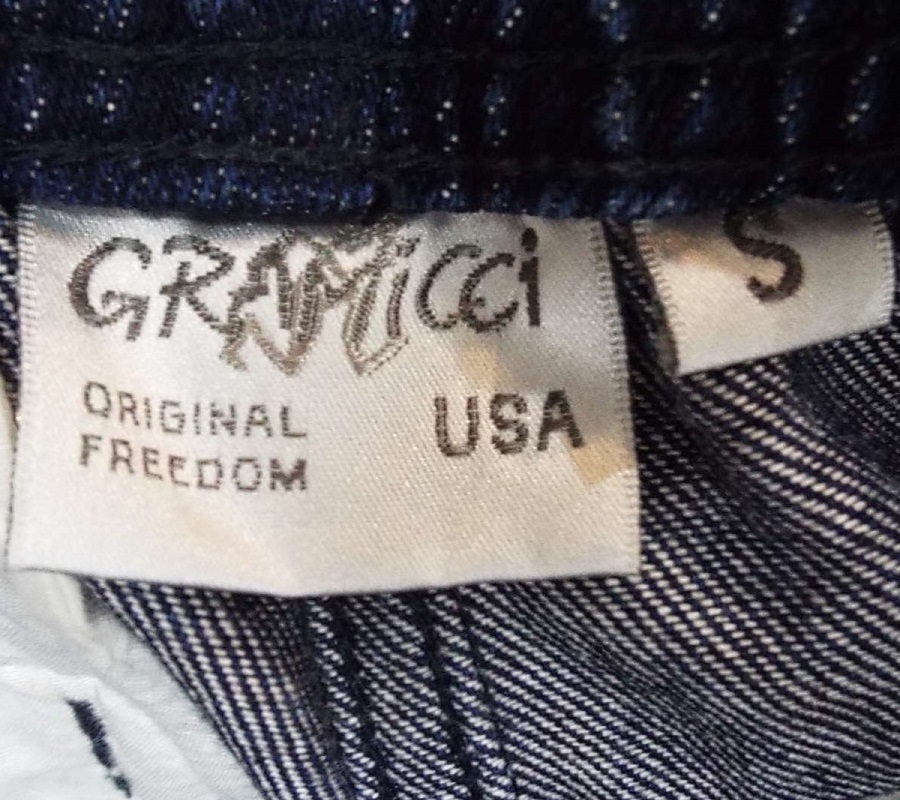 GRAMiCCi
S
ORIGINAL
FREEDOM
USA